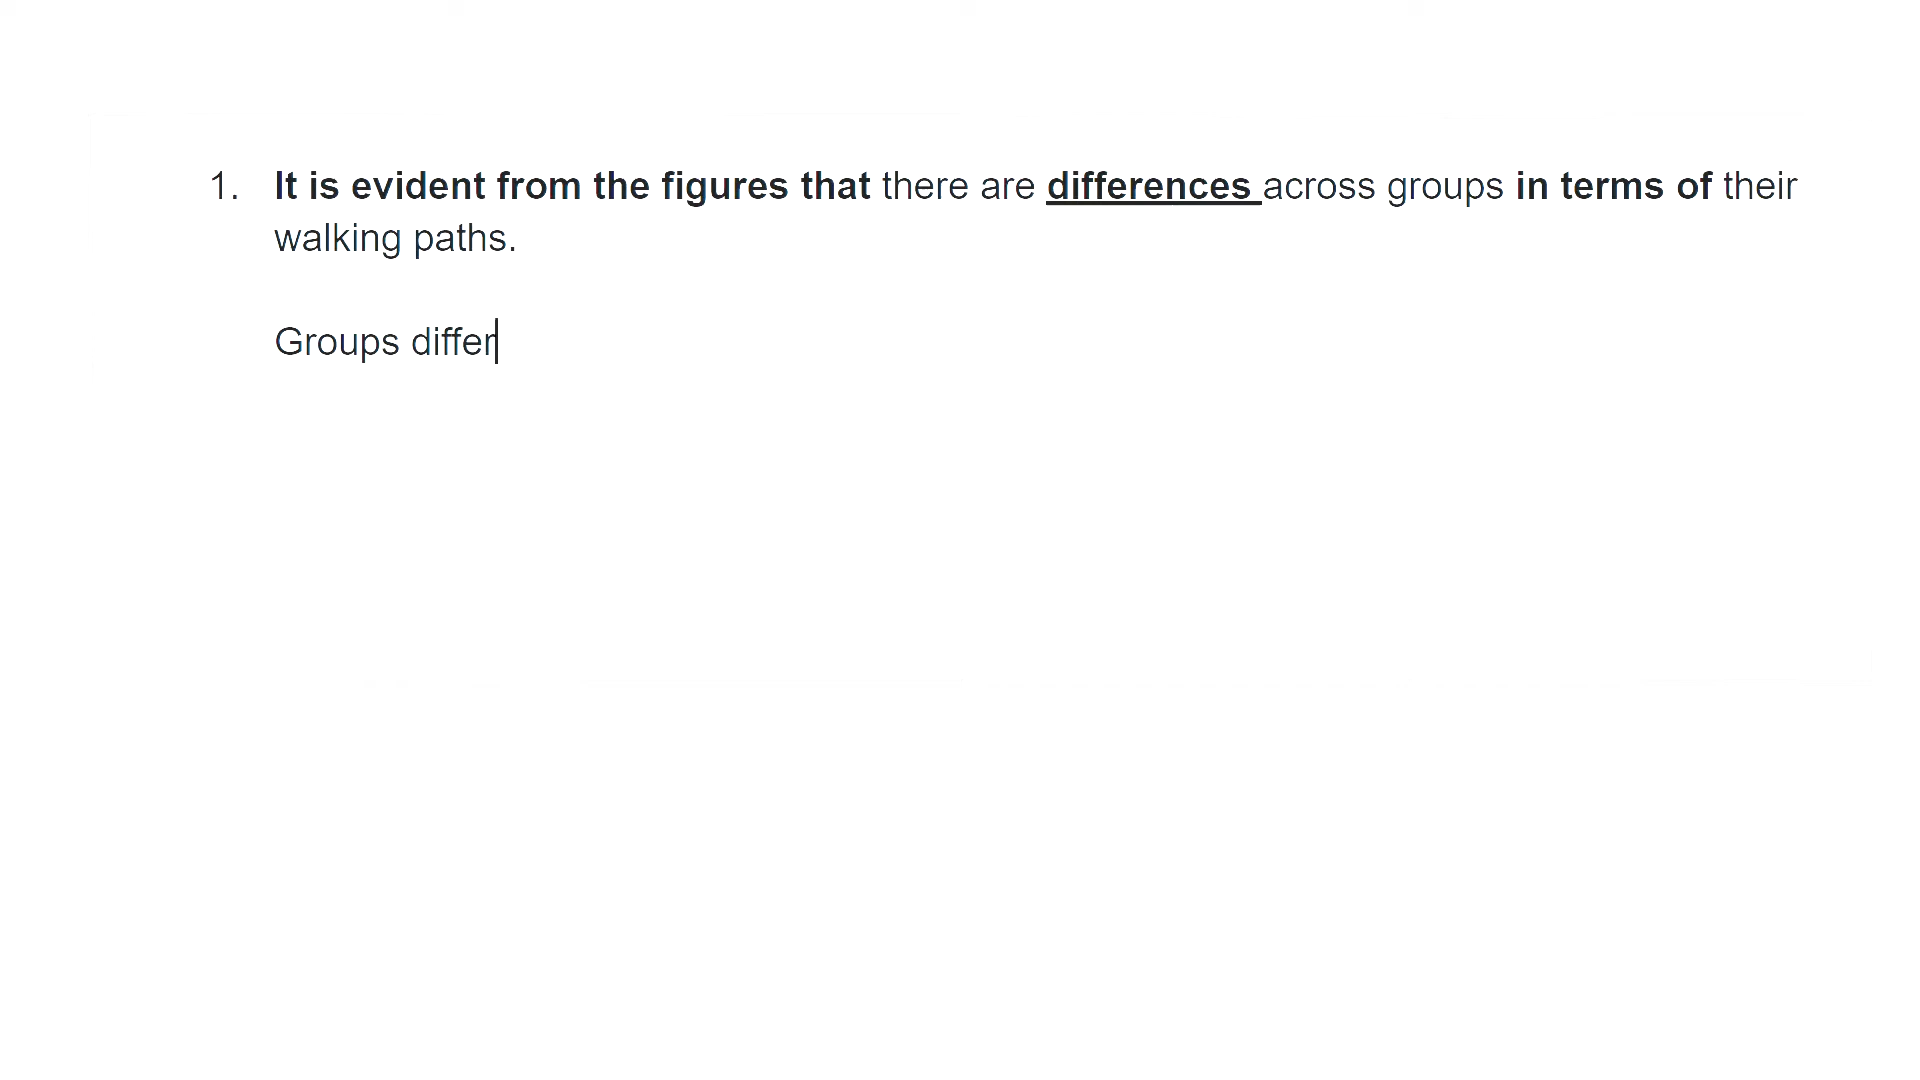 1. It is evident from the figures that there are differences across groups in terms of their
walking paths.
Groups differ